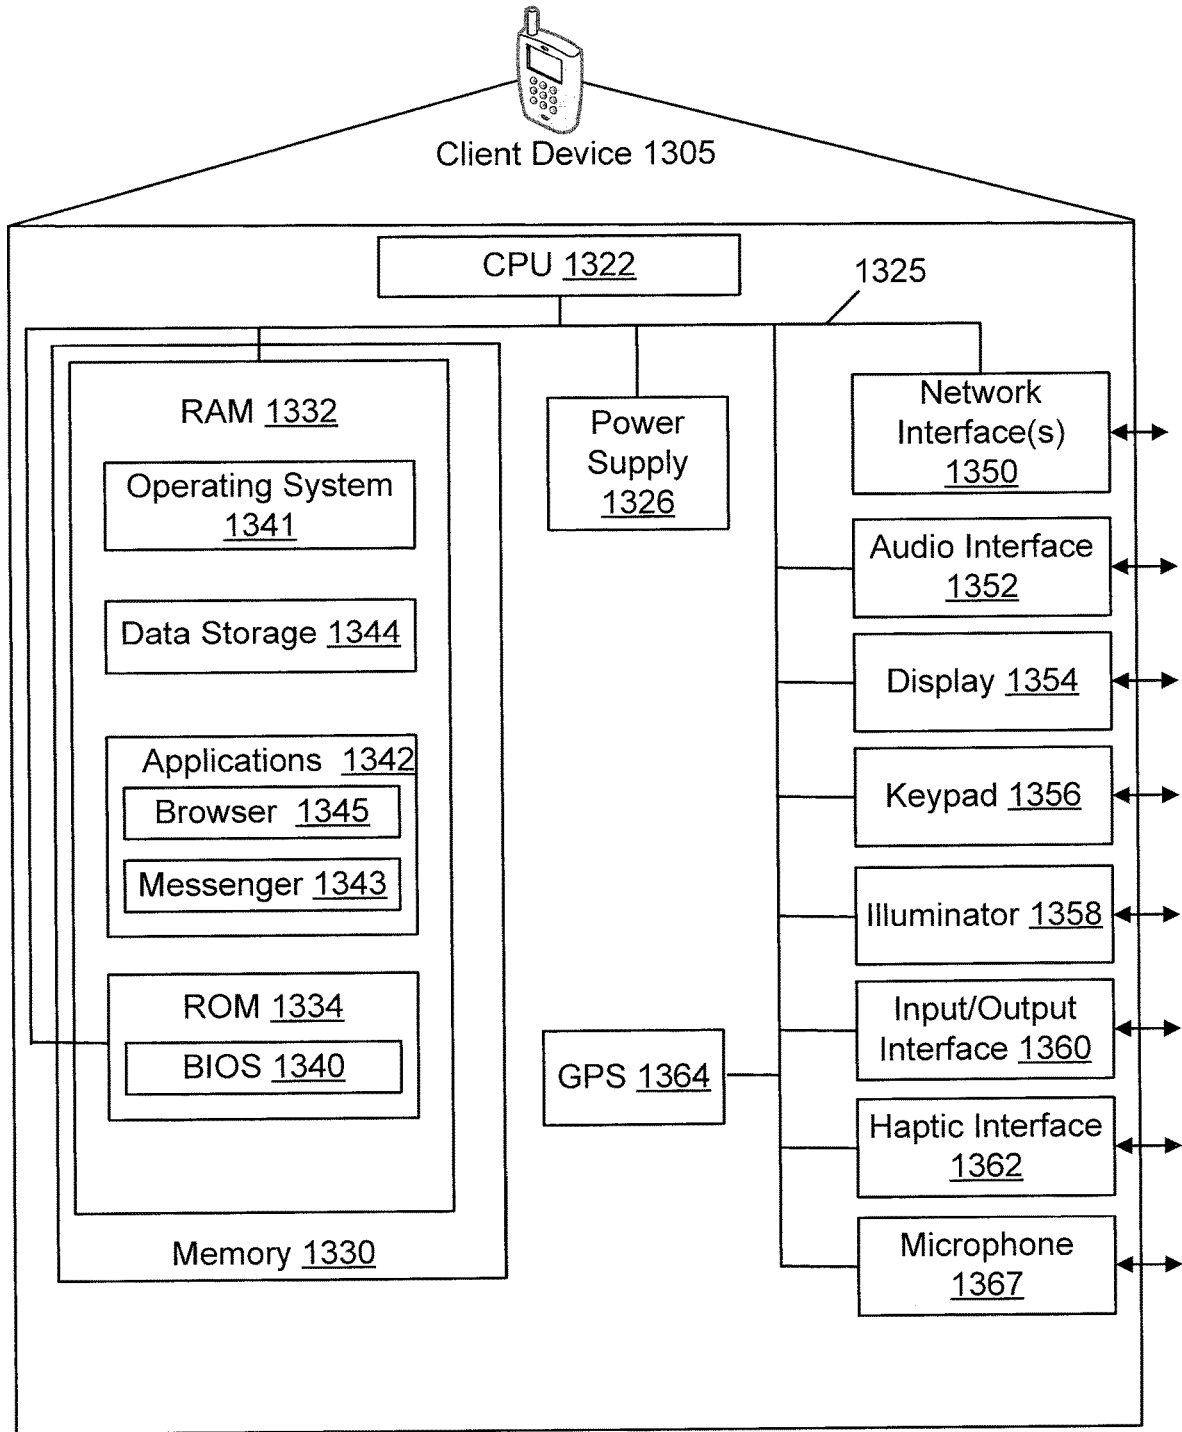 Client Device 1305
CPU 1322
1325
RAM 1332
Operating System
1341
Data Storage 1344
Applications 1342
Browser 1345
Messenger 1343
ROM 1334
BIOS 1340
Memory 1330
Power
Supply
1326
GPS 1364
Network
Interface(s)
1350
Audio Interface
1352
Display 1354
Keypad 1356
Illuminator 1358
Input/Output
Interface 1360
Haptic Interface
1362
Microphone
1367